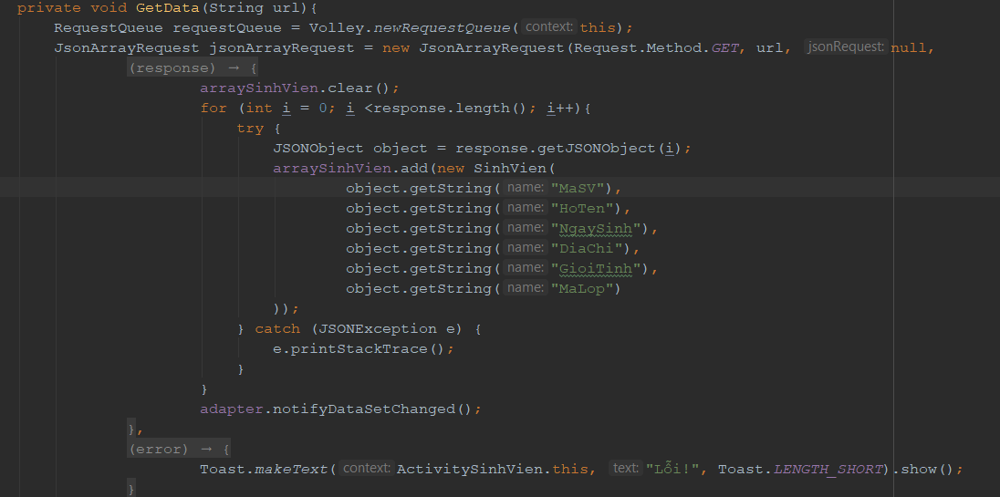 private void GetData(String url){
RequestQueue requestQueue = Volley.newRequestQueue( context: this);
JsonArrayRequest jsonArrayRequest = new JsonArrayRequest(Request.Method.GET, url, jsonRequest: null,
(response) → {
arraySinhVien.clear();
for (int i = 0; i <response.length(); i++){
try {
JSONObject object = response.getJSONObject(i);
arraySinhVien.add(new SinhVien(
object.getString( name: "MaSV"),
object.getString( name: "HoTen"),
object.getString( name: "NgaySinh"),
object.getString( name: "DiaChi"),
object.getString( name: "GioiTinh"),
object.getString( name: "MaLop")
));
} catch (JSONException e) {
e.printStackTrace();
}
}
adapter.notifyDataSetChanged();
},
(error) → {
Toast.makeText( context: ActivitySinhVien.this, text: "Lỗi!", Toast.LENGTH_SHORT).show();
}